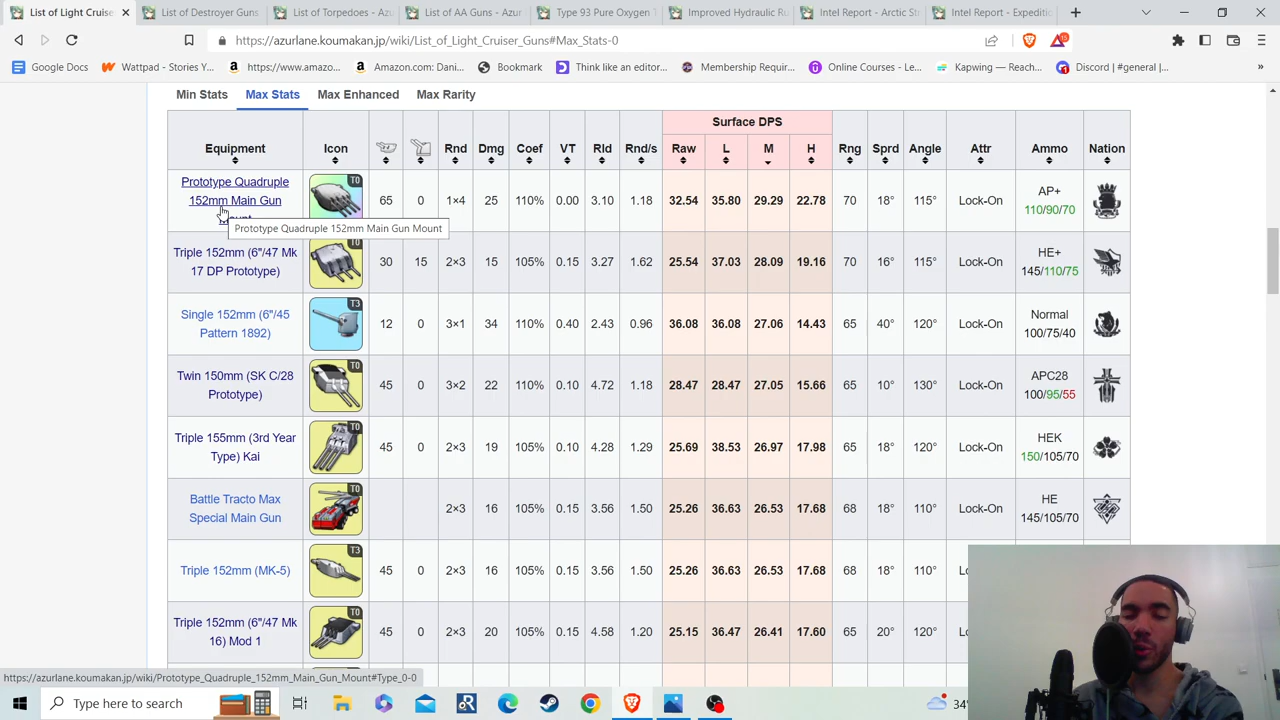 List of Light Cruise
List of Destroyer Guns
List of Torpedoes - Azu
List of AA Guns - Azur
Type 93 Pure Oxygen T
Improved Hydraulic Ru
Intel Report - Arctic St
Intel Report - Expeditio
https://azurlane.koumakan.jp/wiki/List_of_Light_Cruiser_Guns#Max_Stats-0
Google Docs
Wattpad - Stories Y...
https://www.amazo...
Amazon.com: Dani...
Bookmark
Think like an editor...
Membership Requir...
Online Courses - Le...
Kapwing — Reach...
Discord | #general |...
»
Min Stats Max Stats Max Enhanced Max Rarity
Surface DPS
Equipment Icon Rnd Dmg Coef VT Rld Rnd/s Raw L M H Rng Sprd Angle Attr Ammo Nation
Prototype Quadruple
152mm Main Gun
Mount
T0 65 0 1×4 25 0.00 3.10 1.18 32.54 35.80 29.29 22.78 70 18° 115° Lock-On AP+
110/90/70
Prototype Quadruple 152mm Main Gun Mount
Triple 152mm (6"/47 Mk
17 DP Prototype)
T0 30 15 2×3 15 105% 0.15 3.27 1.62 25.54 37.03 28.09 19.16 70 16° 115° Lock-On HE+
145/110/75
Single 152mm (6"/45
Pattern 1892)
T3 12 0 3×1 34 110% 0.40 2.43 0.96 36.08 36.08 27.06 14.43 65 40° 120° Lock-On Normal
100/75/40
Twin 150mm (SK C/28
Prototype)
T0 45 0 3×2 22 110% 0.10 4.72 1.18 28.47 28.47 27.05 15.66 65 10° 130° Lock-On APC28
100/95/55
Triple 155mm (3rd Year
Type) Kai
T0 45 0 2×3 19 105% 0.10 4.28 1.29 25.69 38.53 26.97 17.98 65 18° 120° Lock-On HEK
150/105/70
Battle Tracto Max
Special Main Gun
T0 2×3 16 105% 0.15 3.56 1.50 25.26 36.63 26.53 17.68 68 18° 110° Lock-On HE
145/105/70
Triple 152mm (MK-5)
T3 45 0 2×3 16 105% 0.15 3.56 1.50 25.26 36.63 26.53 17.68 68 18° 110° Lo
Triple 152mm (6"/47 Mk
16) Mod 1
T0 45 0 2×3 20 105% 0.15 4.58 1.20 25.15 36.47 26.41 17.60 65 20° 120° Lo
https://azurlane.koumakan.jp/wiki/Prototype_Quadruple_152mm_Main_Gun_Mount#Type_0-0
Type here to search
34°